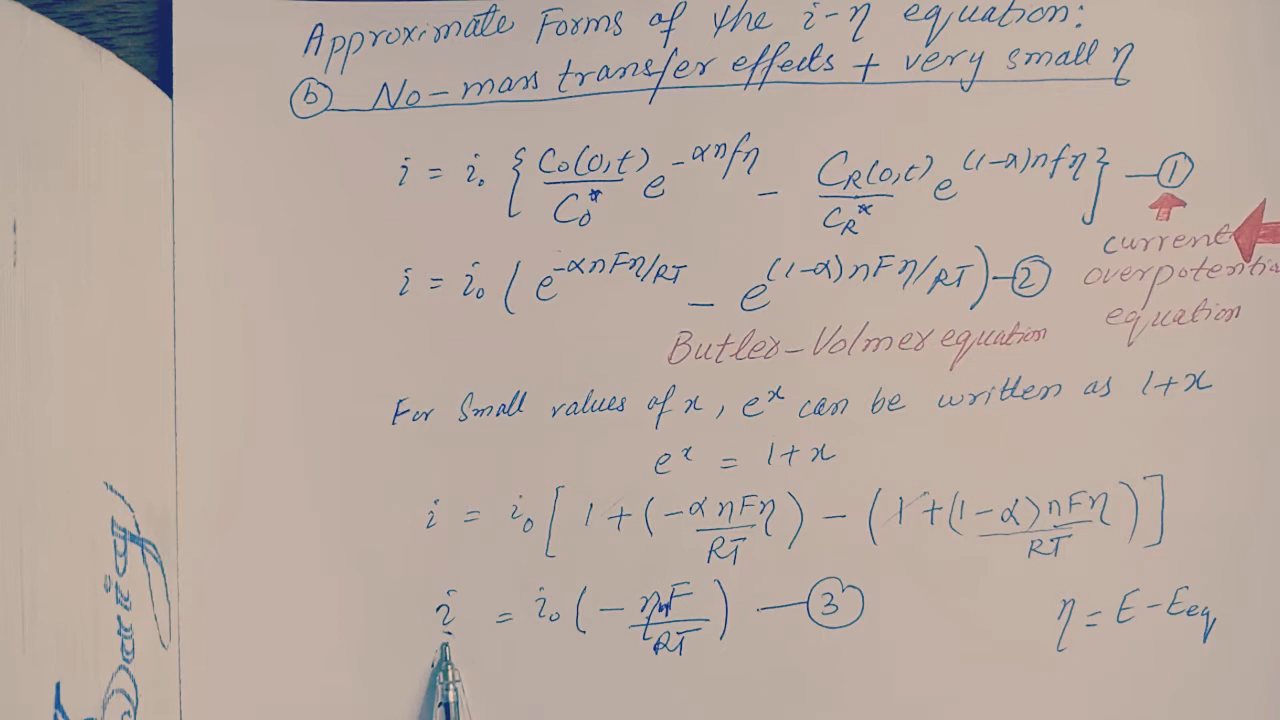 Approximate Forms of the i-η equation:
(b) No-mass transfer effects + very small η
i = i₀ { C₀(0,t)/C₀* e^(-αnfη) - C_R(0,t)/C_R* e^((1-α)nfη) } — (1)
current
overpotentia
equation
i = i₀ ( e^(-αnFη/RT) - e^((1-α)nFη/RT) ) — (2)
Butler-Volmer equation
For Small values of x, e^x can be written as 1+x
e^x = 1+x
i = i₀ [ 1 + (-αnFη/RT) - (1 + (1-α)nFη/RT) ]
i = i₀ ( - ηnF/RT ) — (3)
η = E - Eeq